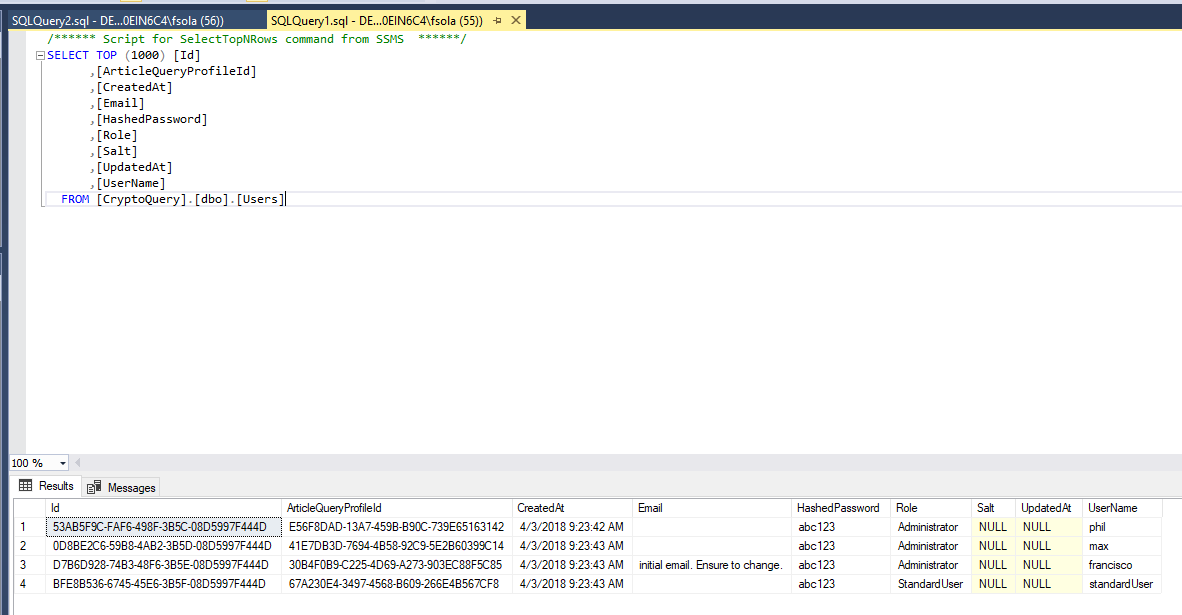 SQLQuery2.sql - DE...0EIN6C4\fsola (56))
SQLQuery1.sql - DE...0EIN6C4\fsola (55))
/****** Script for SelectTopNRows command from SSMS  ******/
SELECT TOP (1000) [Id]
,[ArticleQueryProfileId]
,[CreatedAt]
,[Email]
,[HashedPassword]
,[Role]
,[Salt]
,[UpdatedAt]
,[UserName]
FROM [CryptoQuery].[dbo].[Users]
100 %
Results Messages
Id ArticleQueryProfileId CreatedAt Email HashedPassword Role Salt UpdatedAt UserName
1 53AB5F9C-FAF6-498F-3B5C-08D5997F444D E56F8DAD-13A7-459B-B90C-739E65163142 4/3/2018 9:23:42 AM abc123 Administrator NULL NULL phil
2 0D8BE2C6-59B8-4AB2-3B5D-08D5997F444D 41E7DB3D-7694-4B58-92C9-5E2B60399C14 4/3/2018 9:23:43 AM abc123 Administrator NULL NULL max
3 D7B6D928-74B3-48F6-3B5E-08D5997F444D 30B4F0B9-C225-4D69-A273-903EC88F5C85 4/3/2018 9:23:43 AM initial email. Ensure to change. abc123 Administrator NULL NULL francisco
4 BFE8B536-6745-45E6-3B5F-08D5997F444D 67A230E4-3497-4568-B609-266E4B567CF8 4/3/2018 9:23:43 AM abc123 StandardUser NULL NULL standardUser